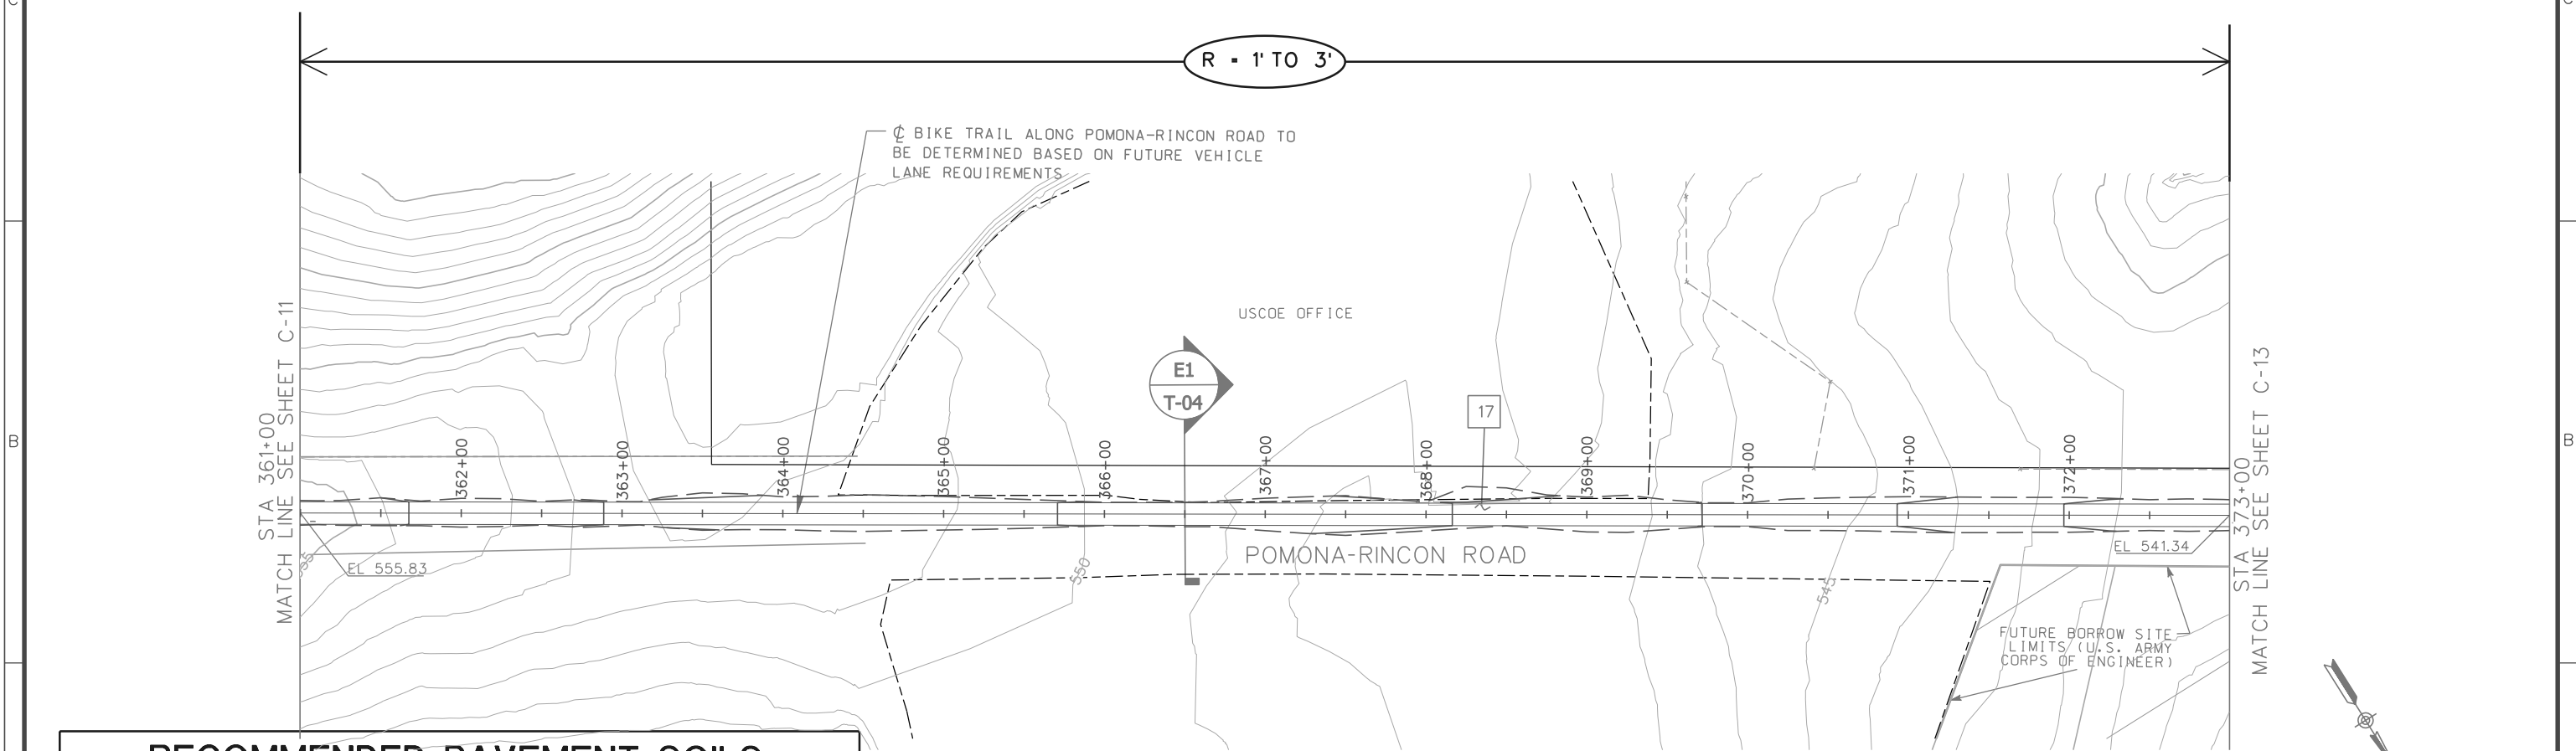 C
C
R - 1' TO 3'
℄ BIKE TRAIL ALONG POMONA-RINCON ROAD TO
BE DETERMINED BASED ON FUTURE VEHICLE
LANE REQUIREMENTS
USCOE OFFICE
E1
T-04
17
B
B
STA 361+00
MATCH LINE SEE SHEET C-11
362+00
363+00
364+00
365+00
366+00
367+00
368+00
369+00
370+00
371+00
372+00
STA 373+00
MATCH LINE SEE SHEET C-13
POMONA-RINCON ROAD
EL 555.83
EL 541.34
555
550
545
FUTURE BORROW SITE
LIMITS (U.S. ARMY
CORPS OF ENGINEER)
RECOMMENDED PAVEMENT SOILS